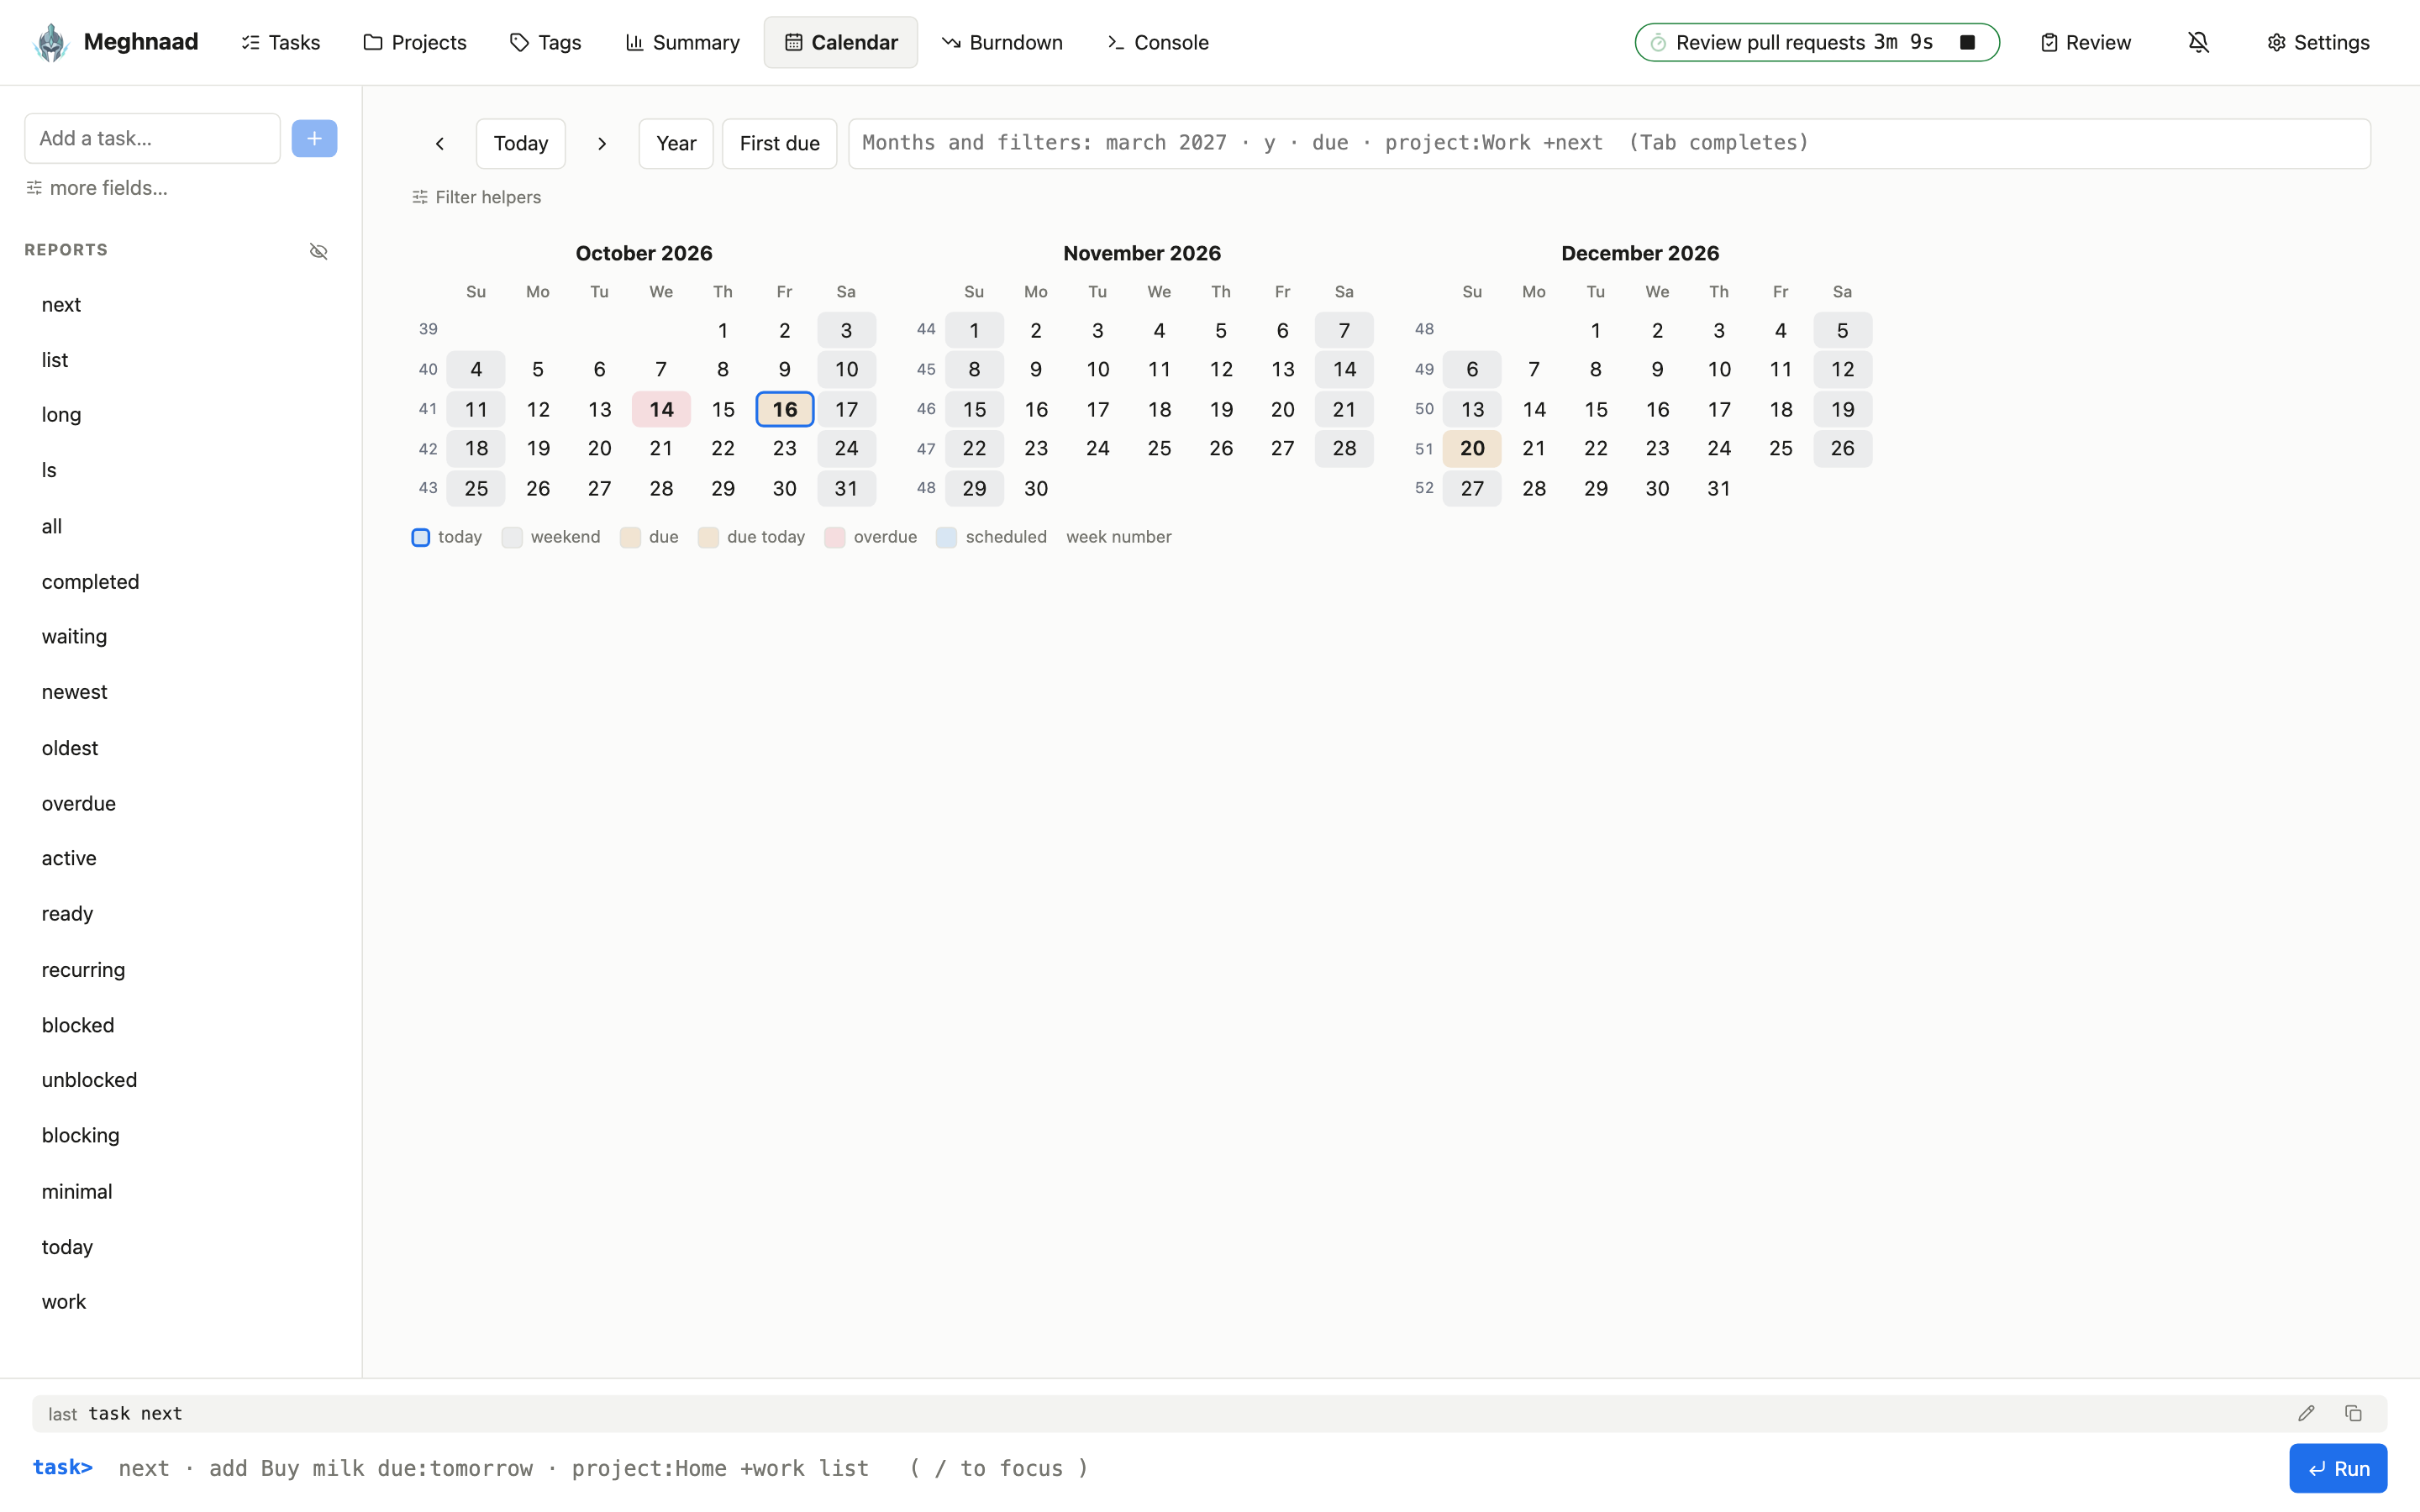 Meghnaad Tasks Projects Tags Summary Calendar Burndown Console Review pull requests 3m 9s Review Settings
Add a task... +
more fields...
REPORTS
next
list
long
ls
all
completed
waiting
newest
oldest
overdue
active
ready
recurring
blocked
unblocked
blocking
minimal
today
work
Today Year First due Months and filters: march 2027 · y · due · project:Work +next (Tab completes)
Filter helpers
October 2026
Su Mo Tu We Th Fr Sa
39 1 2 3
40 4 5 6 7 8 9 10
41 11 12 13 14 15 16 17
42 18 19 20 21 22 23 24
43 25 26 27 28 29 30 31
November 2026
Su Mo Tu We Th Fr Sa
44 1 2 3 4 5 6 7
45 8 9 10 11 12 13 14
46 15 16 17 18 19 20 21
47 22 23 24 25 26 27 28
48 29 30
December 2026
Su Mo Tu We Th Fr Sa
48 1 2 3 4 5
49 6 7 8 9 10 11 12
50 13 14 15 16 17 18 19
51 20 21 22 23 24 25 26
52 27 28 29 30 31
today weekend due due today overdue scheduled week number
last task next
task> next · add Buy milk due:tomorrow · project:Home +work list ( / to focus )
Run